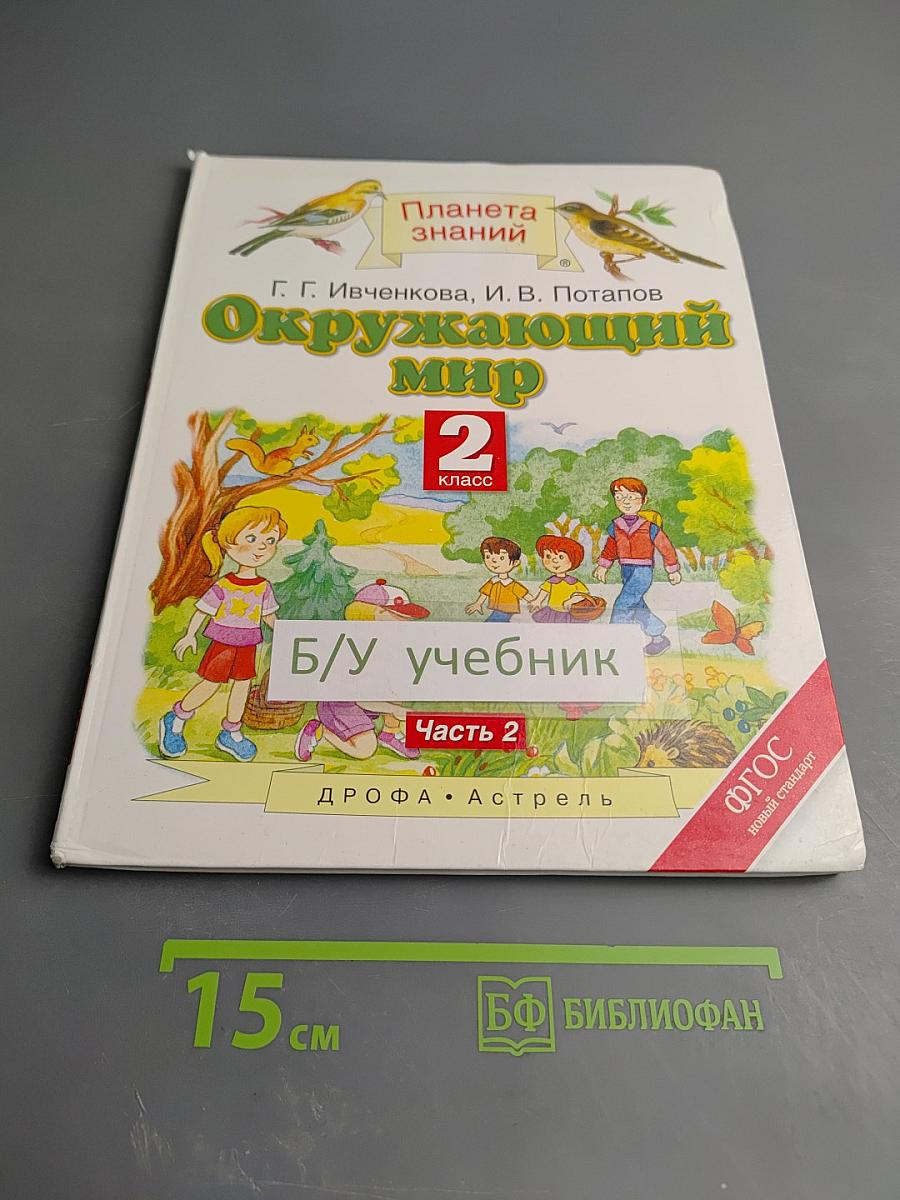 Планета
знаний
®
Г. Г. Ивченкова, И. В. Потапов
Окружающий
мир
2
класс
Б/У учебник
Часть 2
ДРОФА • Астрель
ФГОС
новый стандарт
15 см
БФ БИБЛИОФАН